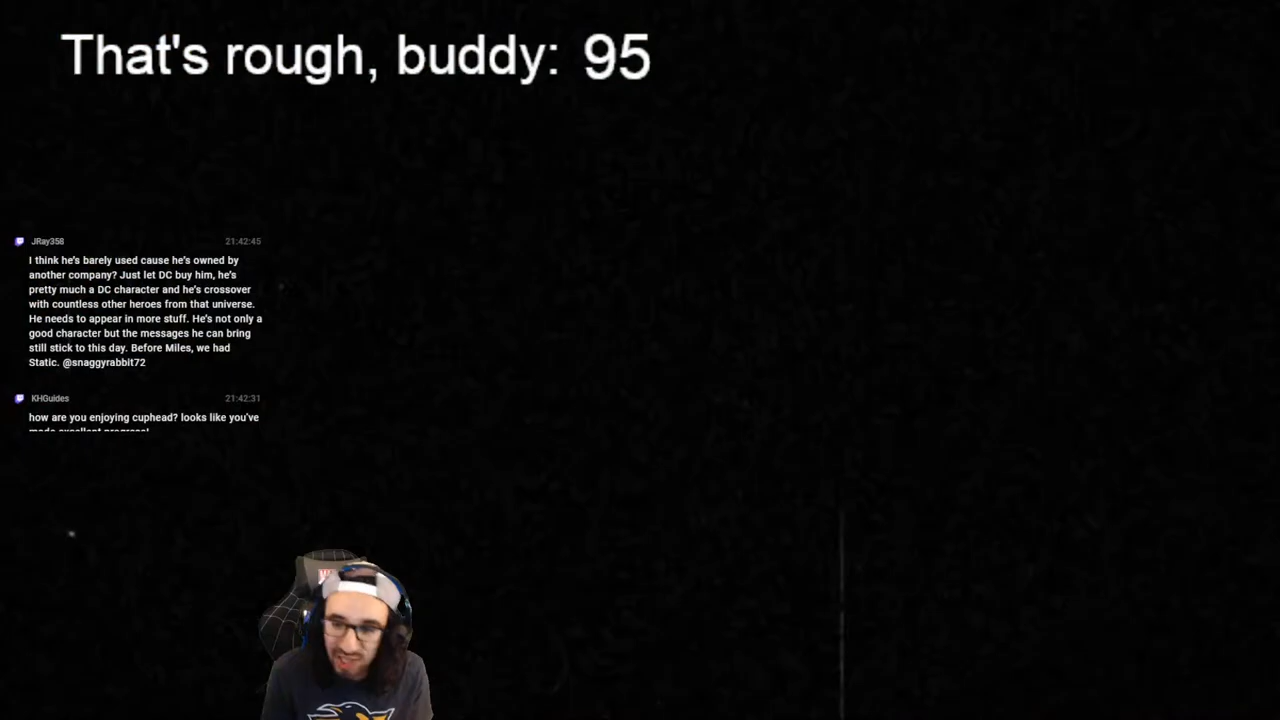 That's rough, buddy: 95
JRay358 21:42:45
I think he's barely used cause he's owned by
another company? Just let DC buy him, he's
pretty much a DC character and he's crossover
with countless other heroes from that universe.
He needs to appear in more stuff. He's not only a
good character but the messages he can bring
still stick to this day. Before Miles, we had
Static. @snaggyrabbit72
KHGuides 21:42:31
how are you enjoying cuphead? looks like you've
made excellent progress!